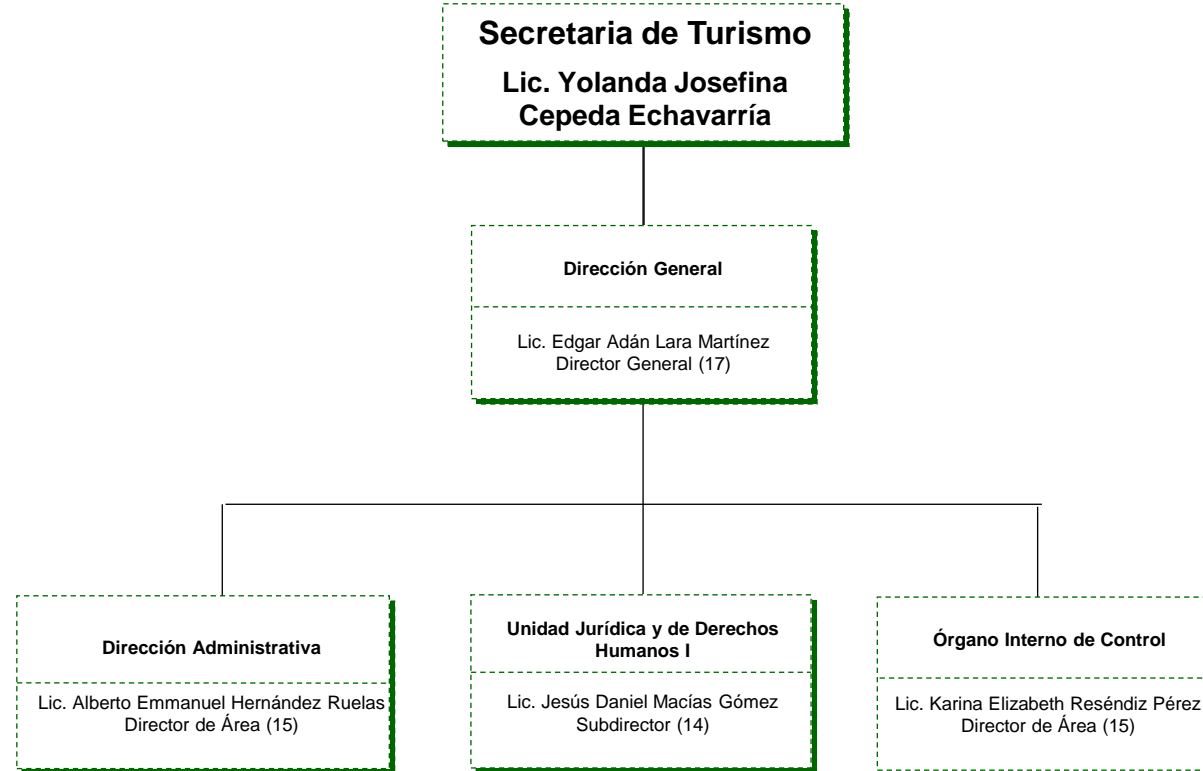 Secretaria de Turismo
Lic. Yolanda Josefina
Cepeda Echavarría
Dirección General
Lic. Edgar Adán Lara Martínez
Director General (17)
Dirección Administrativa
Lic. Alberto Emmanuel Hernández Ruelas
Director de Área (15)
Unidad Jurídica y de Derechos
Humanos I
Lic. Jesús Daniel Macías Gómez
Subdirector (14)
Órgano Interno de Control
Lic. Karina Elizabeth Reséndiz Pérez
Director de Área (15)